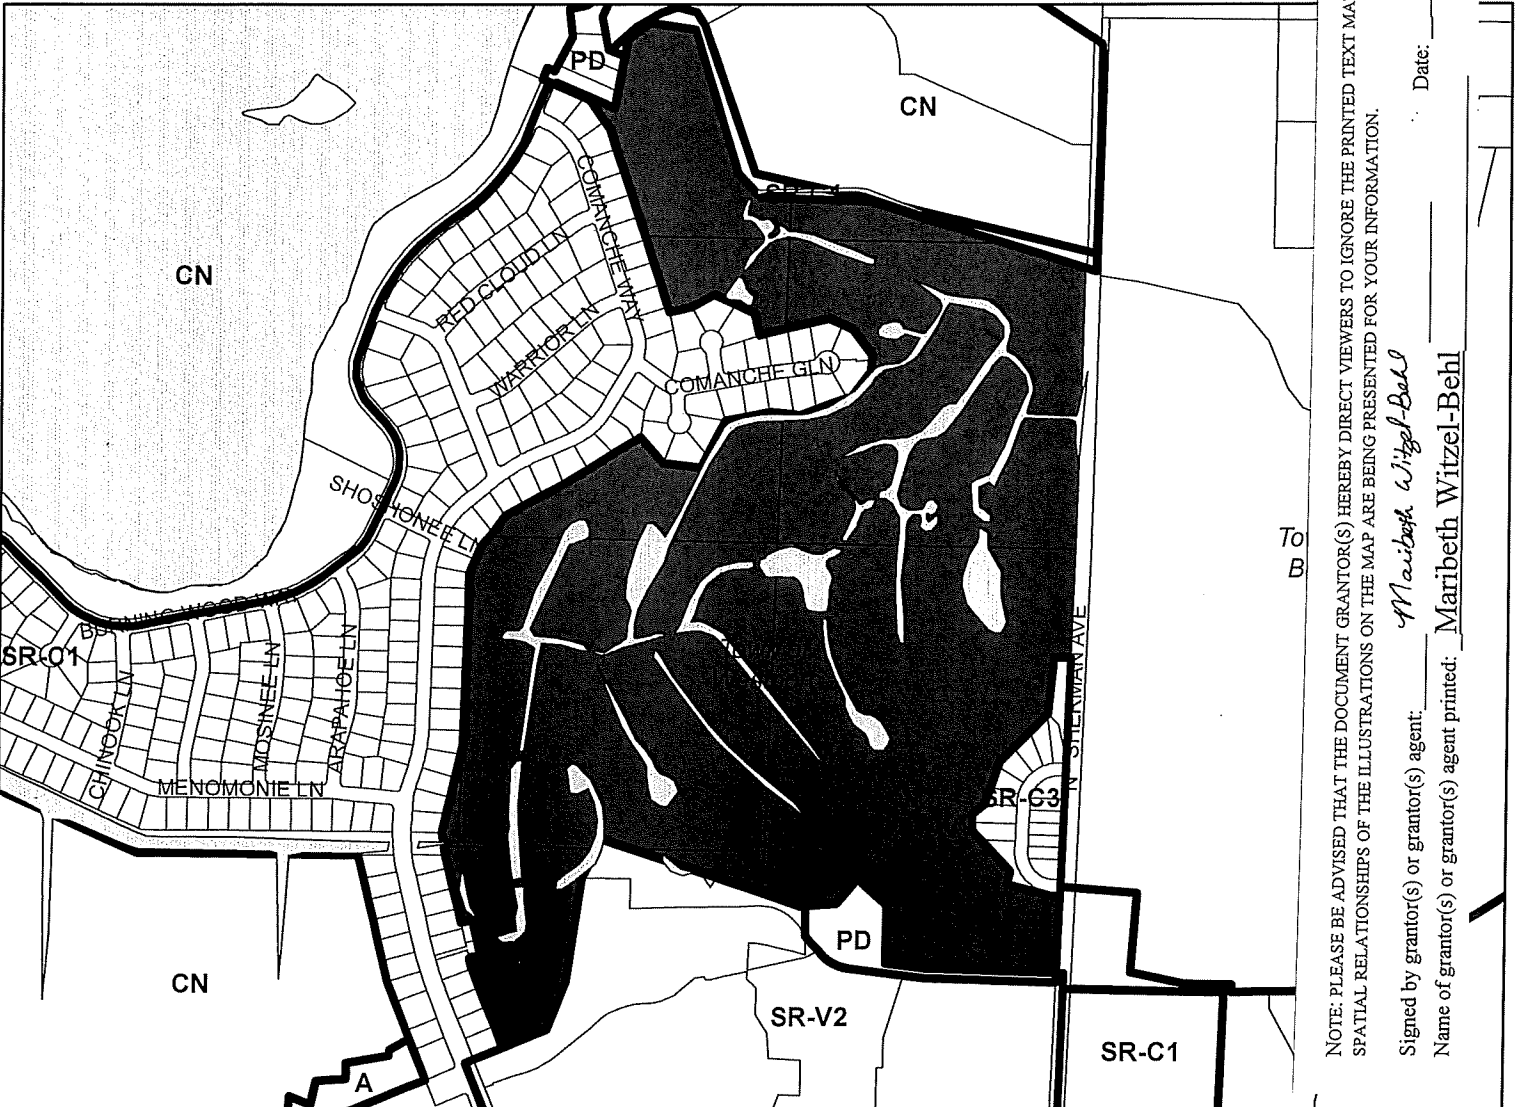 PD
CN
COMANCHE WAY
CN
RED CLOUD LN
WARRIOR LN
COMANCHE GLN
SHOSHONEE LN
To
B
BURNING WOOD WAY
SR-C1
CHINOOK LN
MOSINEE LN
ARAPAHOE LN
MENOMONIE LN
N SHERMAN AVE
SR-C3
PD
CN
SR-V2
SR-C1
A
NOTE: PLEASE BE ADVISED THAT THE DOCUMENT GRANTOR(S) HEREBY DIRECT VIEWERS TO IGNORE THE PRINTED TEXT MA
SPATIAL RELATIONSHIPS OF THE ILLUSTRATIONS ON THE MAP ARE BEING PRESENTED FOR YOUR INFORMATION.
Signed by grantor(s) or grantor(s) agent: Maribeth Witzel-Behl Date:
Name of grantor(s) or grantor(s) agent printed: Maribeth Witzel-Behl